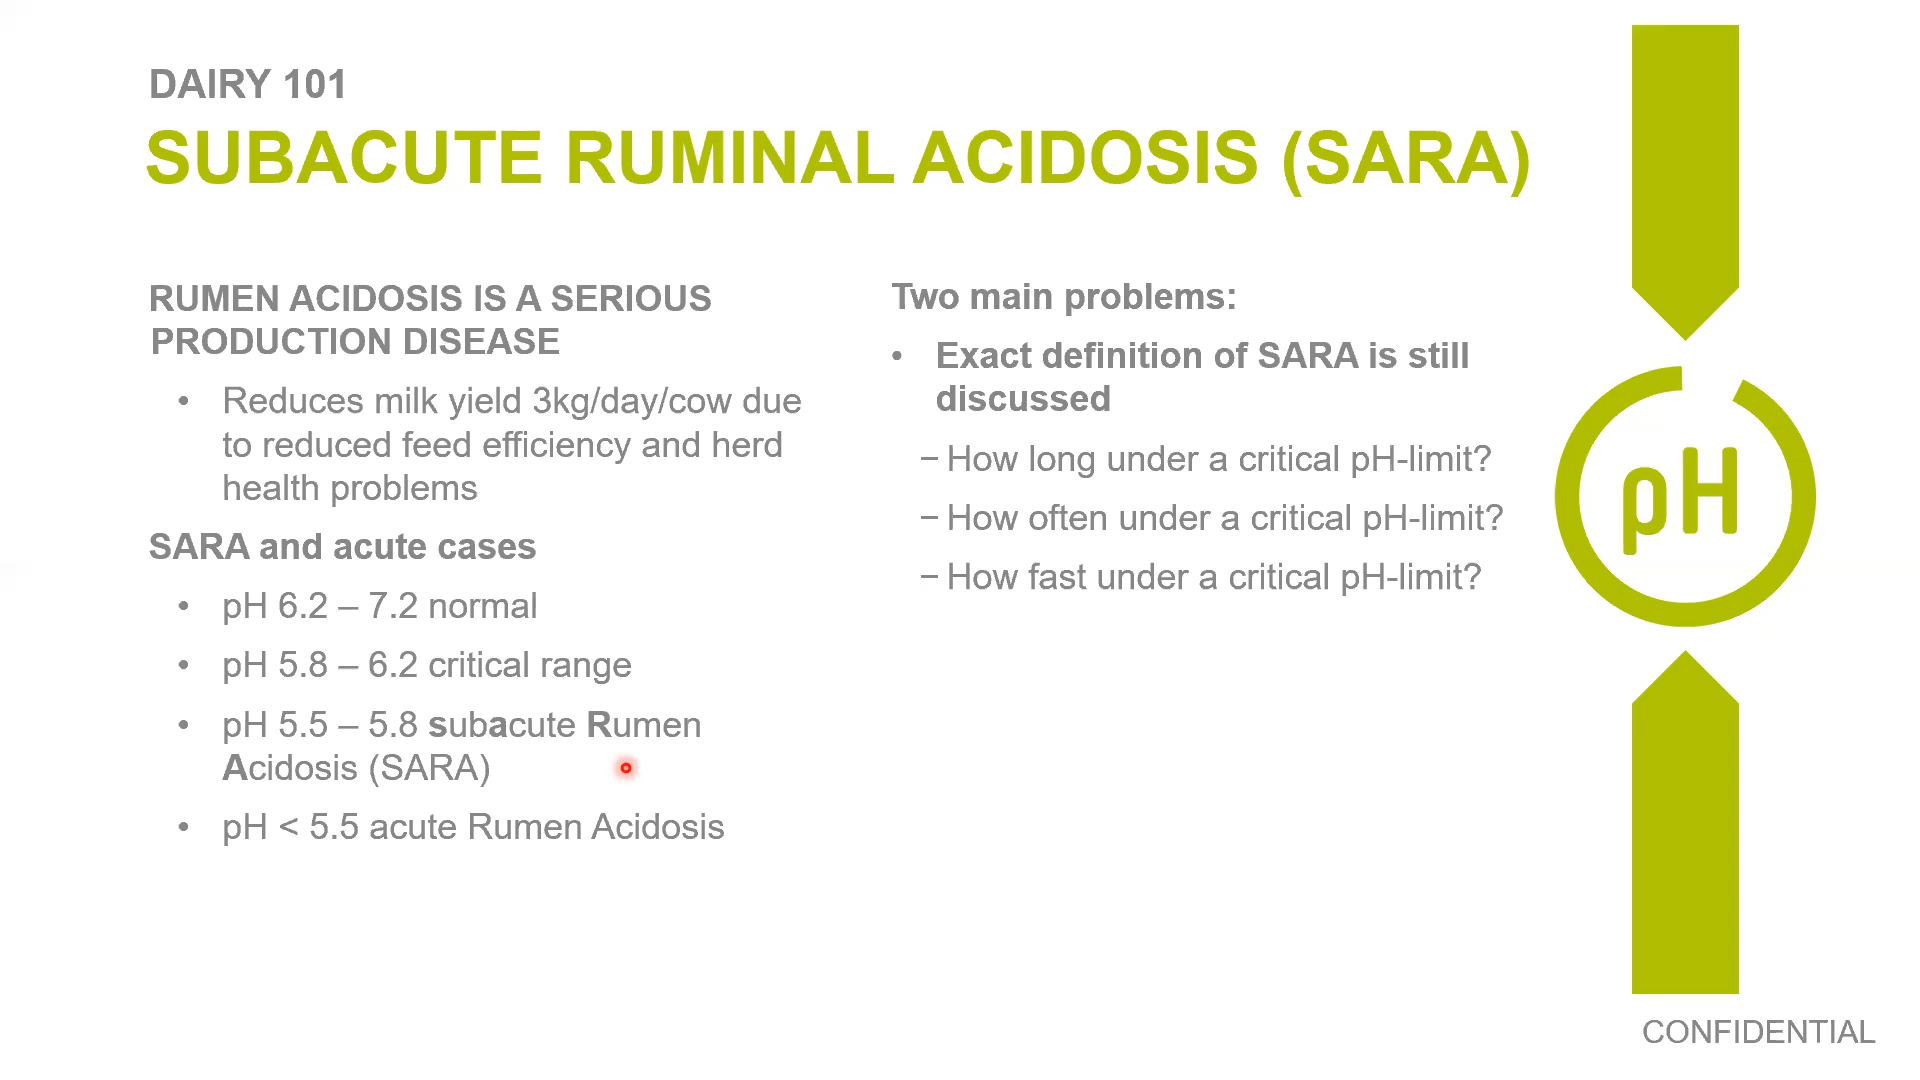 DAIRY 101
SUBACUTE RUMINAL ACIDOSIS (SARA)
RUMEN ACIDOSIS IS A SERIOUS
PRODUCTION DISEASE
• Reduces milk yield 3kg/day/cow due
to reduced feed efficiency and herd
health problems
SARA and acute cases
• pH 6.2 – 7.2 normal
• pH 5.8 – 6.2 critical range
• pH 5.5 – 5.8 subacute Rumen
Acidosis (SARA)
• pH < 5.5 acute Rumen Acidosis
Two main problems:
• Exact definition of SARA is still
discussed
– How long under a critical pH-limit?
– How often under a critical pH-limit?
– How fast under a critical pH-limit?
pH
CONFIDENTIAL